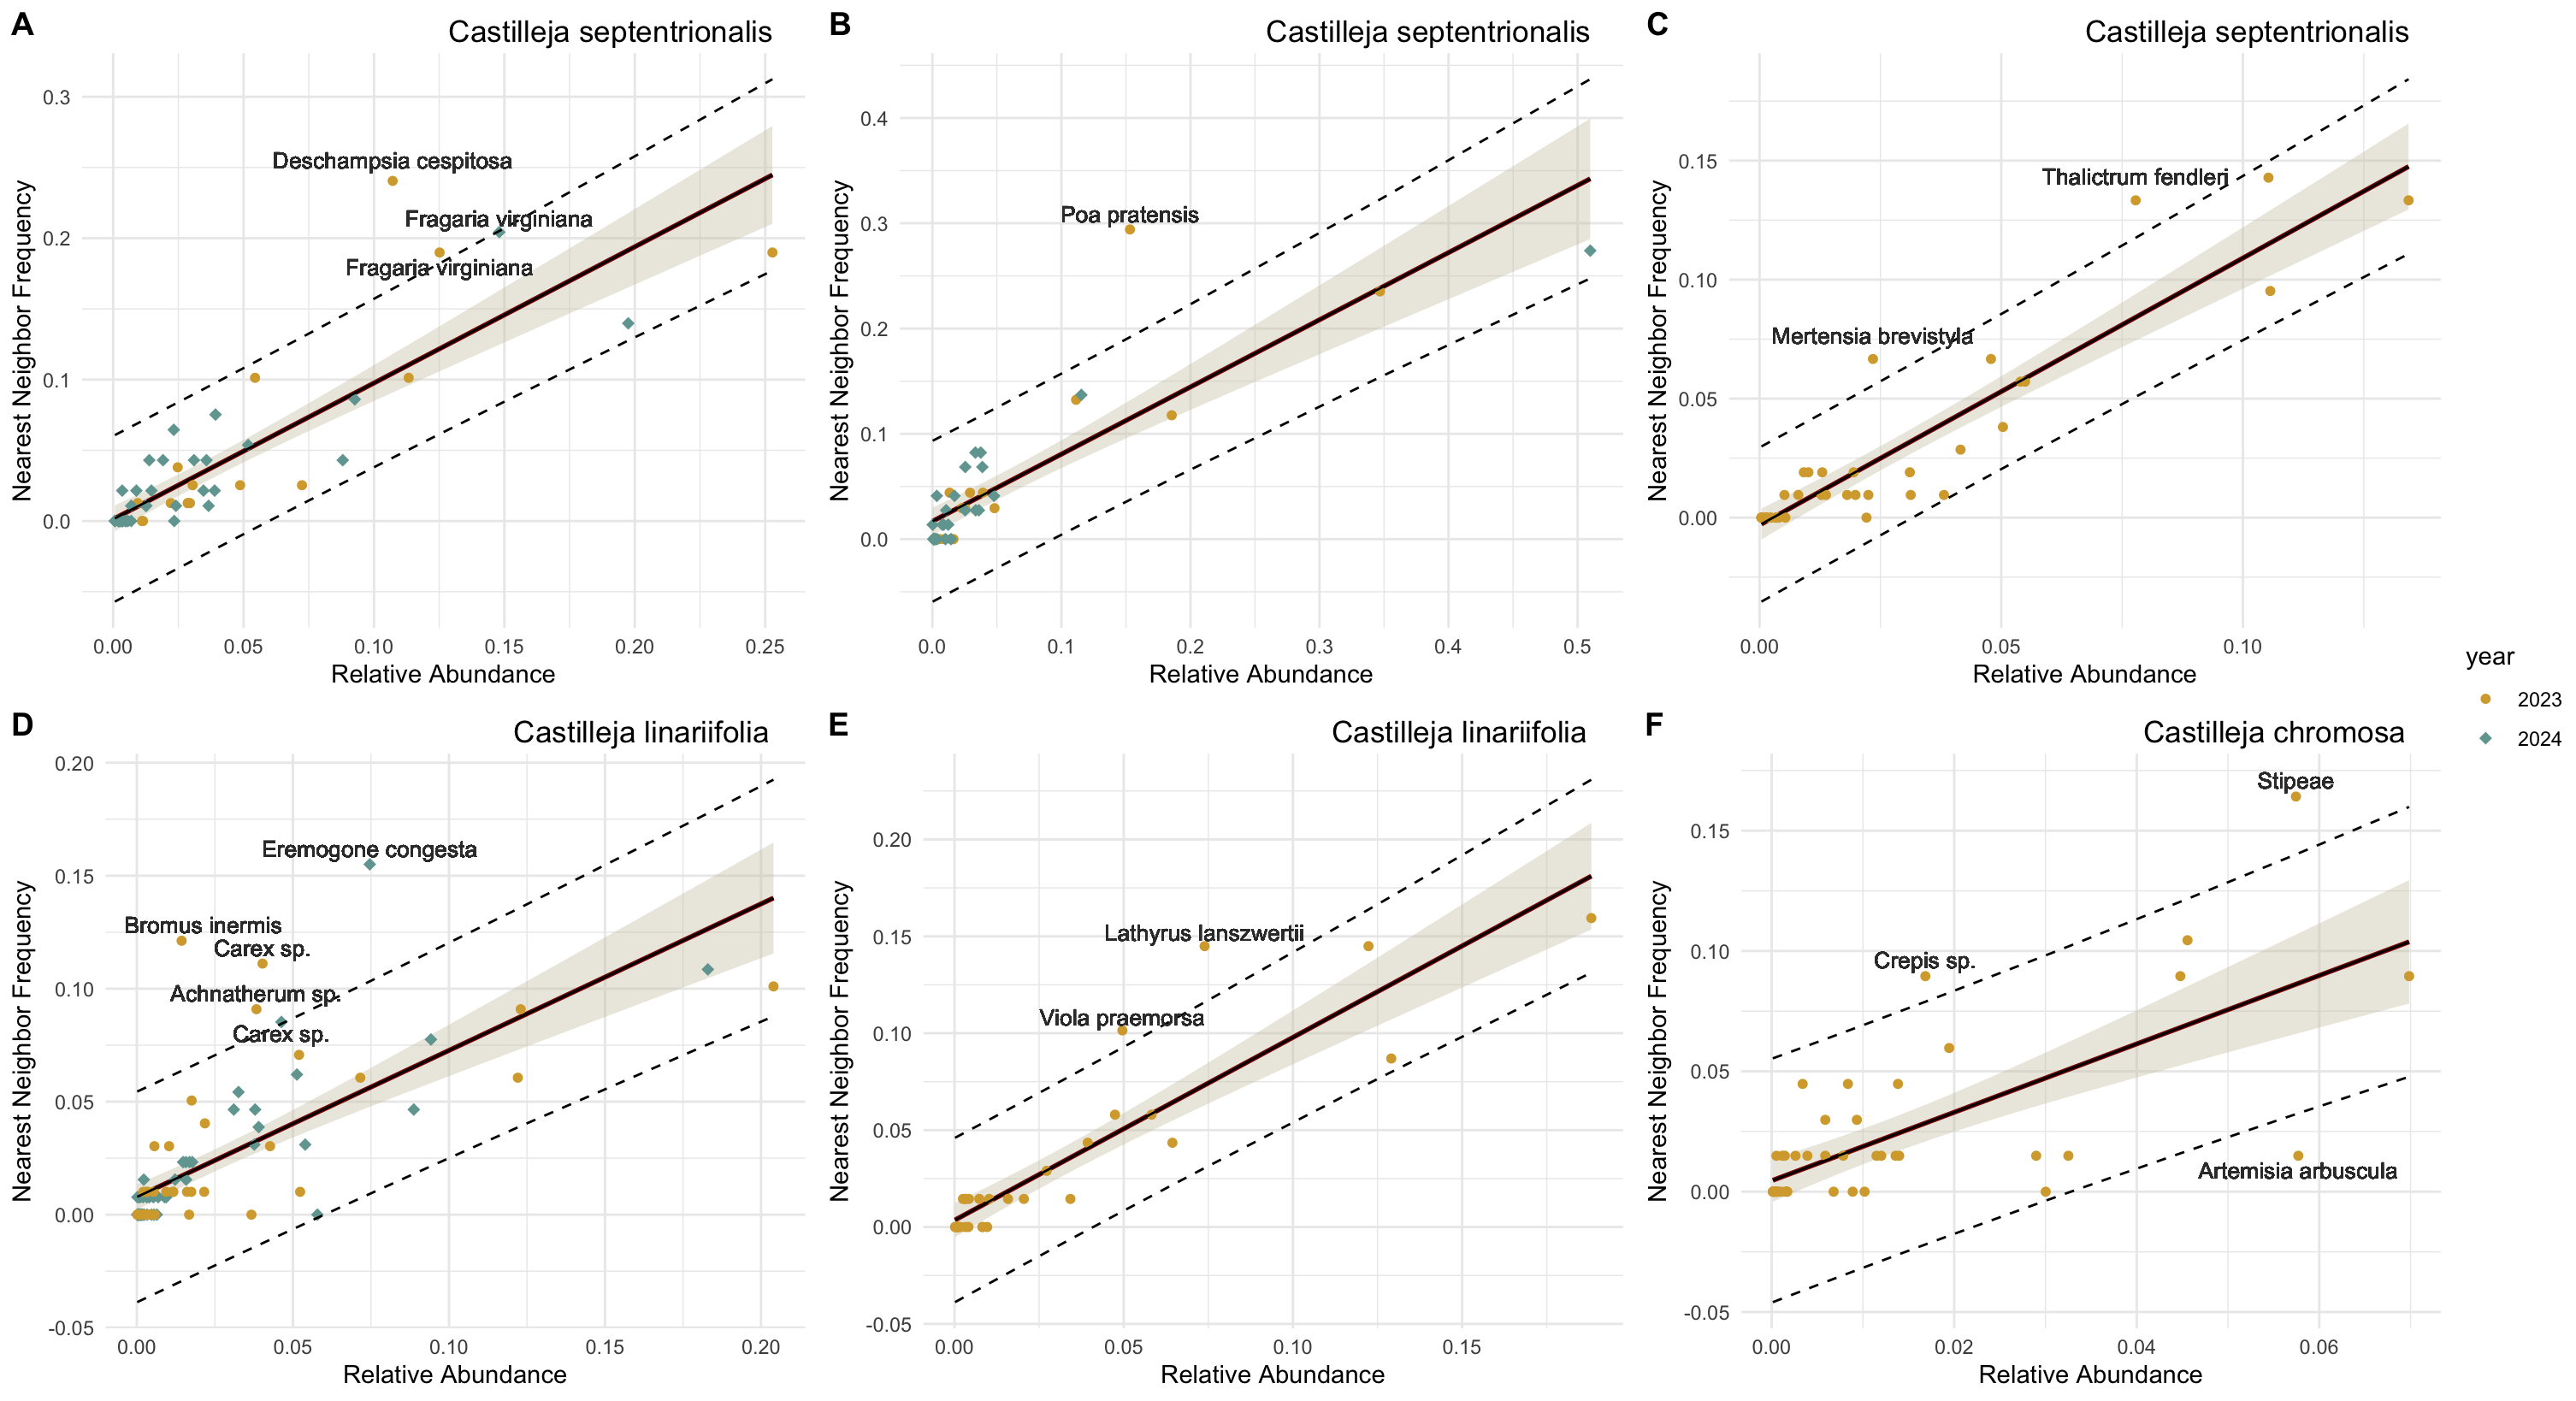 A
Castilleja septentrionalis
Nearest Neighbor Frequency
0.3
0.2
0.1
0.0
Deschampsia cespitosa
Fragaria virginiana
Fragaria virginiana
0.00 0.05 0.10 0.15 0.20 0.25
Relative Abundance
B
Castilleja septentrionalis
Nearest Neighbor Frequency
0.4
0.3
0.2
0.1
0.0
Poa pratensis
0.0 0.1 0.2 0.3 0.4 0.5
Relative Abundance
C
Castilleja septentrionalis
Nearest Neighbor Frequency
0.15
0.10
0.05
0.00
Thalictrum fendleri
Mertensia brevistyla
0.00 0.05 0.10
Relative Abundance
year
2023
2024
D
Castilleja linariifolia
Nearest Neighbor Frequency
0.20
0.15
0.10
0.05
0.00
-0.05
Eremogone congesta
Bromus inermis
Carex sp.
Achnatherum sp.
Carex sp.
0.00 0.05 0.10 0.15 0.20
Relative Abundance
E
Castilleja linariifolia
Nearest Neighbor Frequency
0.20
0.15
0.10
0.05
0.00
-0.05
Lathyrus lanszwertii
Viola praemorsa
0.00 0.05 0.10 0.15
Relative Abundance
F
Castilleja chromosa
Nearest Neighbor Frequency
0.15
0.10
0.05
0.00
-0.05
Stipeae
Crepis sp.
Artemisia arbuscula
0.00 0.02 0.04 0.06
Relative Abundance